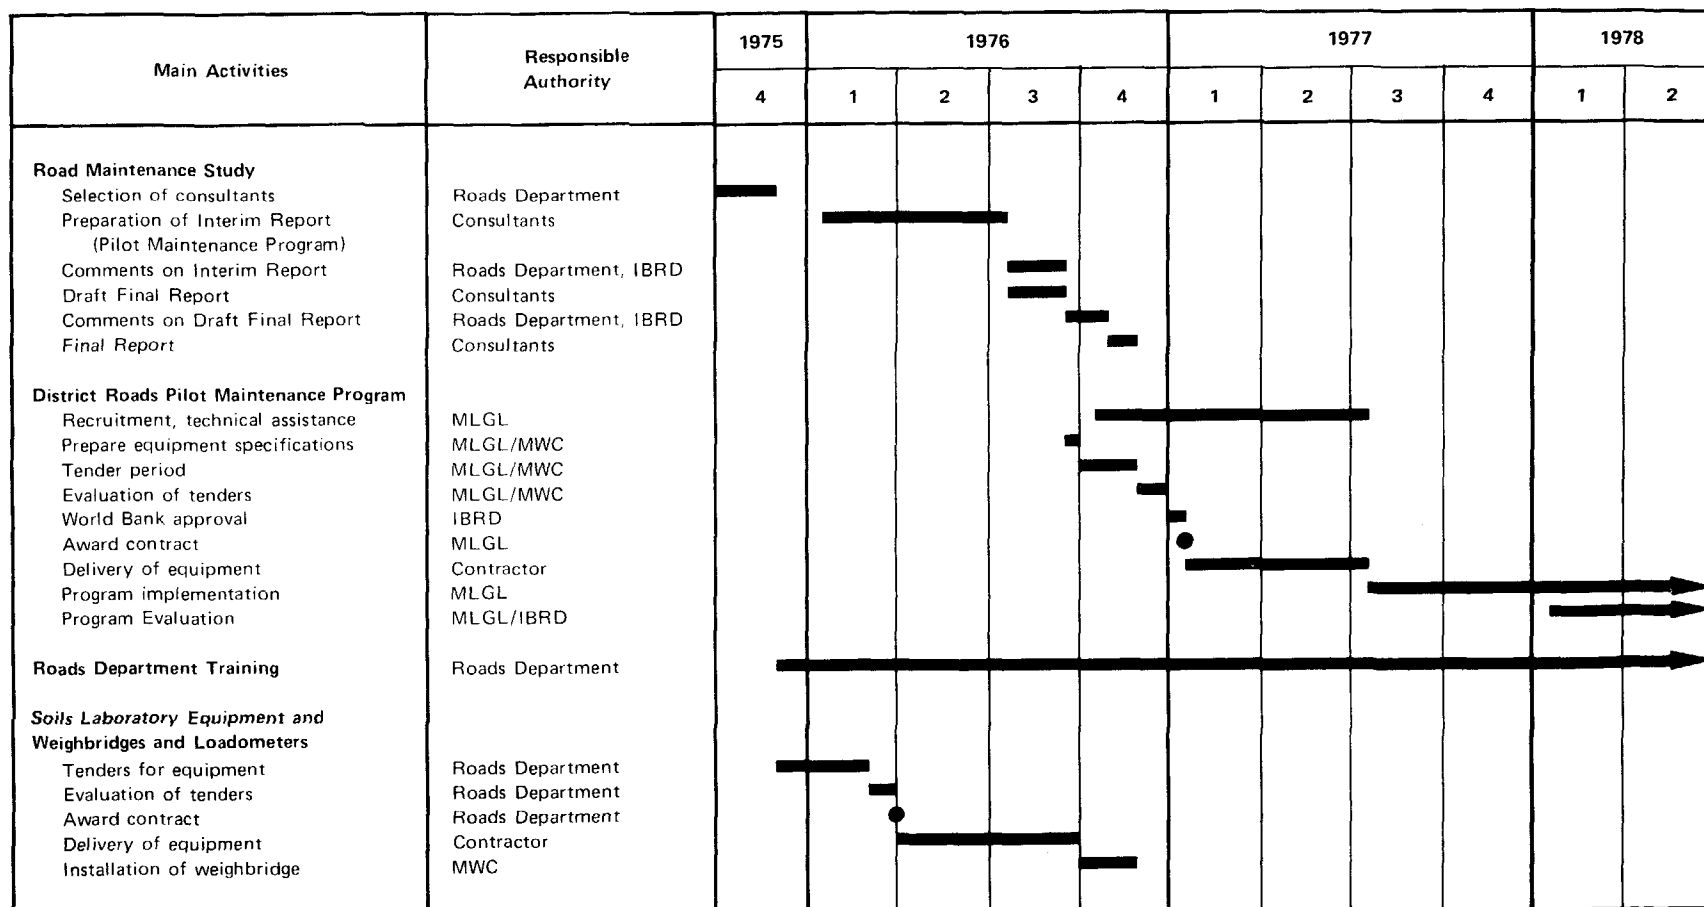 Main Activities Responsible Authority 1975 1976 1977 1978
4 1 2 3 4 1 2 3 4 1 2
Road Maintenance Study
Selection of consultants Roads Department
Preparation of Interim Report Consultants
(Pilot Maintenance Program)
Comments on Interim Report Roads Department, IBRD
Draft Final Report Consultants
Comments on Draft Final Report Roads Department, IBRD
Final Report Consultants
District Roads Pilot Maintenance Program
Recruitment, technical assistance MLGL
Prepare equipment specifications MLGL/MWC
Tender period MLGL/MWC
Evaluation of tenders MLGL/MWC
World Bank approval IBRD
Award contract MLGL
Delivery of equipment Contractor
Program implementation MLGL
Program Evaluation MLGL/IBRD
Roads Department Training Roads Department
Soils Laboratory Equipment and
Weighbridges and Loadometers
Tenders for equipment Roads Department
Evaluation of tenders Roads Department
Award contract Roads Department
Delivery of equipment Contractor
Installation of weighbridge MWC